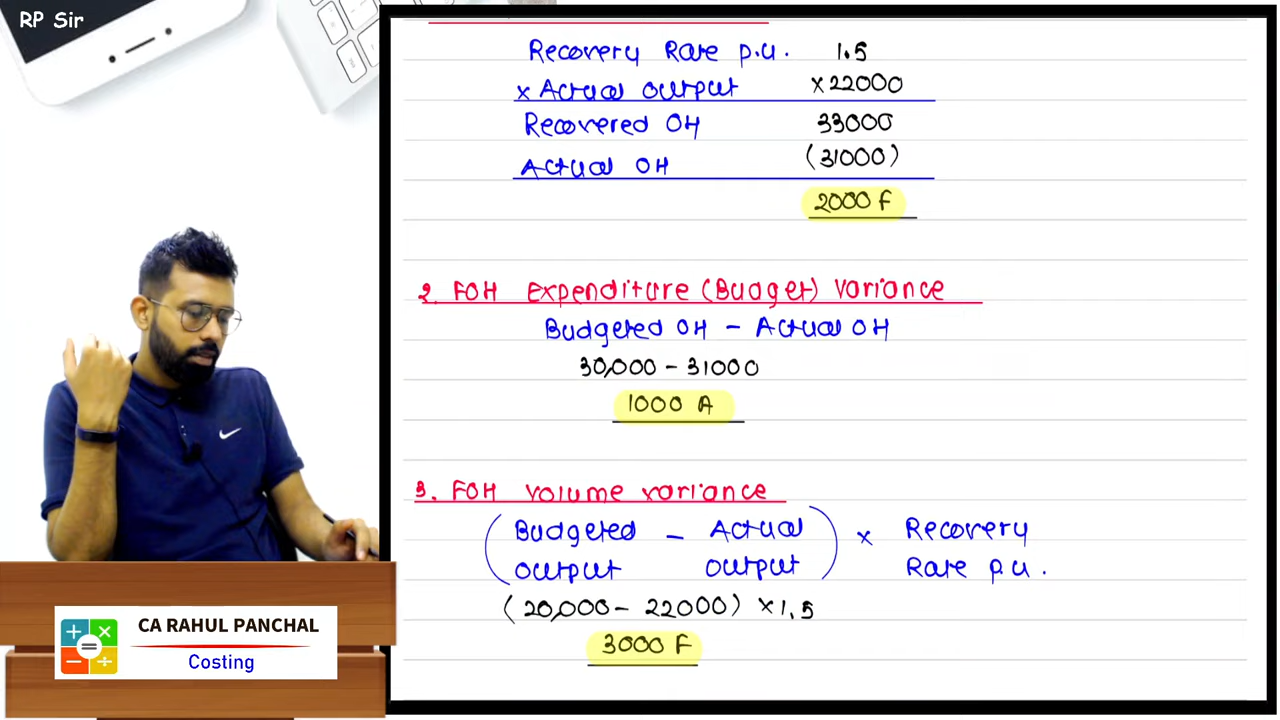 RP Sir
Recovery Rate p.u. 1.5
x Actual output x 22000
Recovered OH 33000
Actual OH (31000)
2000 F
2. FOH Expenditure (Budget) Variance
Budgeted OH - Actual OH
30,000 - 31000
1000 A
3. FOH Volume variance
(Budgeted - Actual) x Recovery
output output Rate p.u.
(20,000 - 22000) x 1.5
3000 F
CA RAHUL PANCHAL
Costing